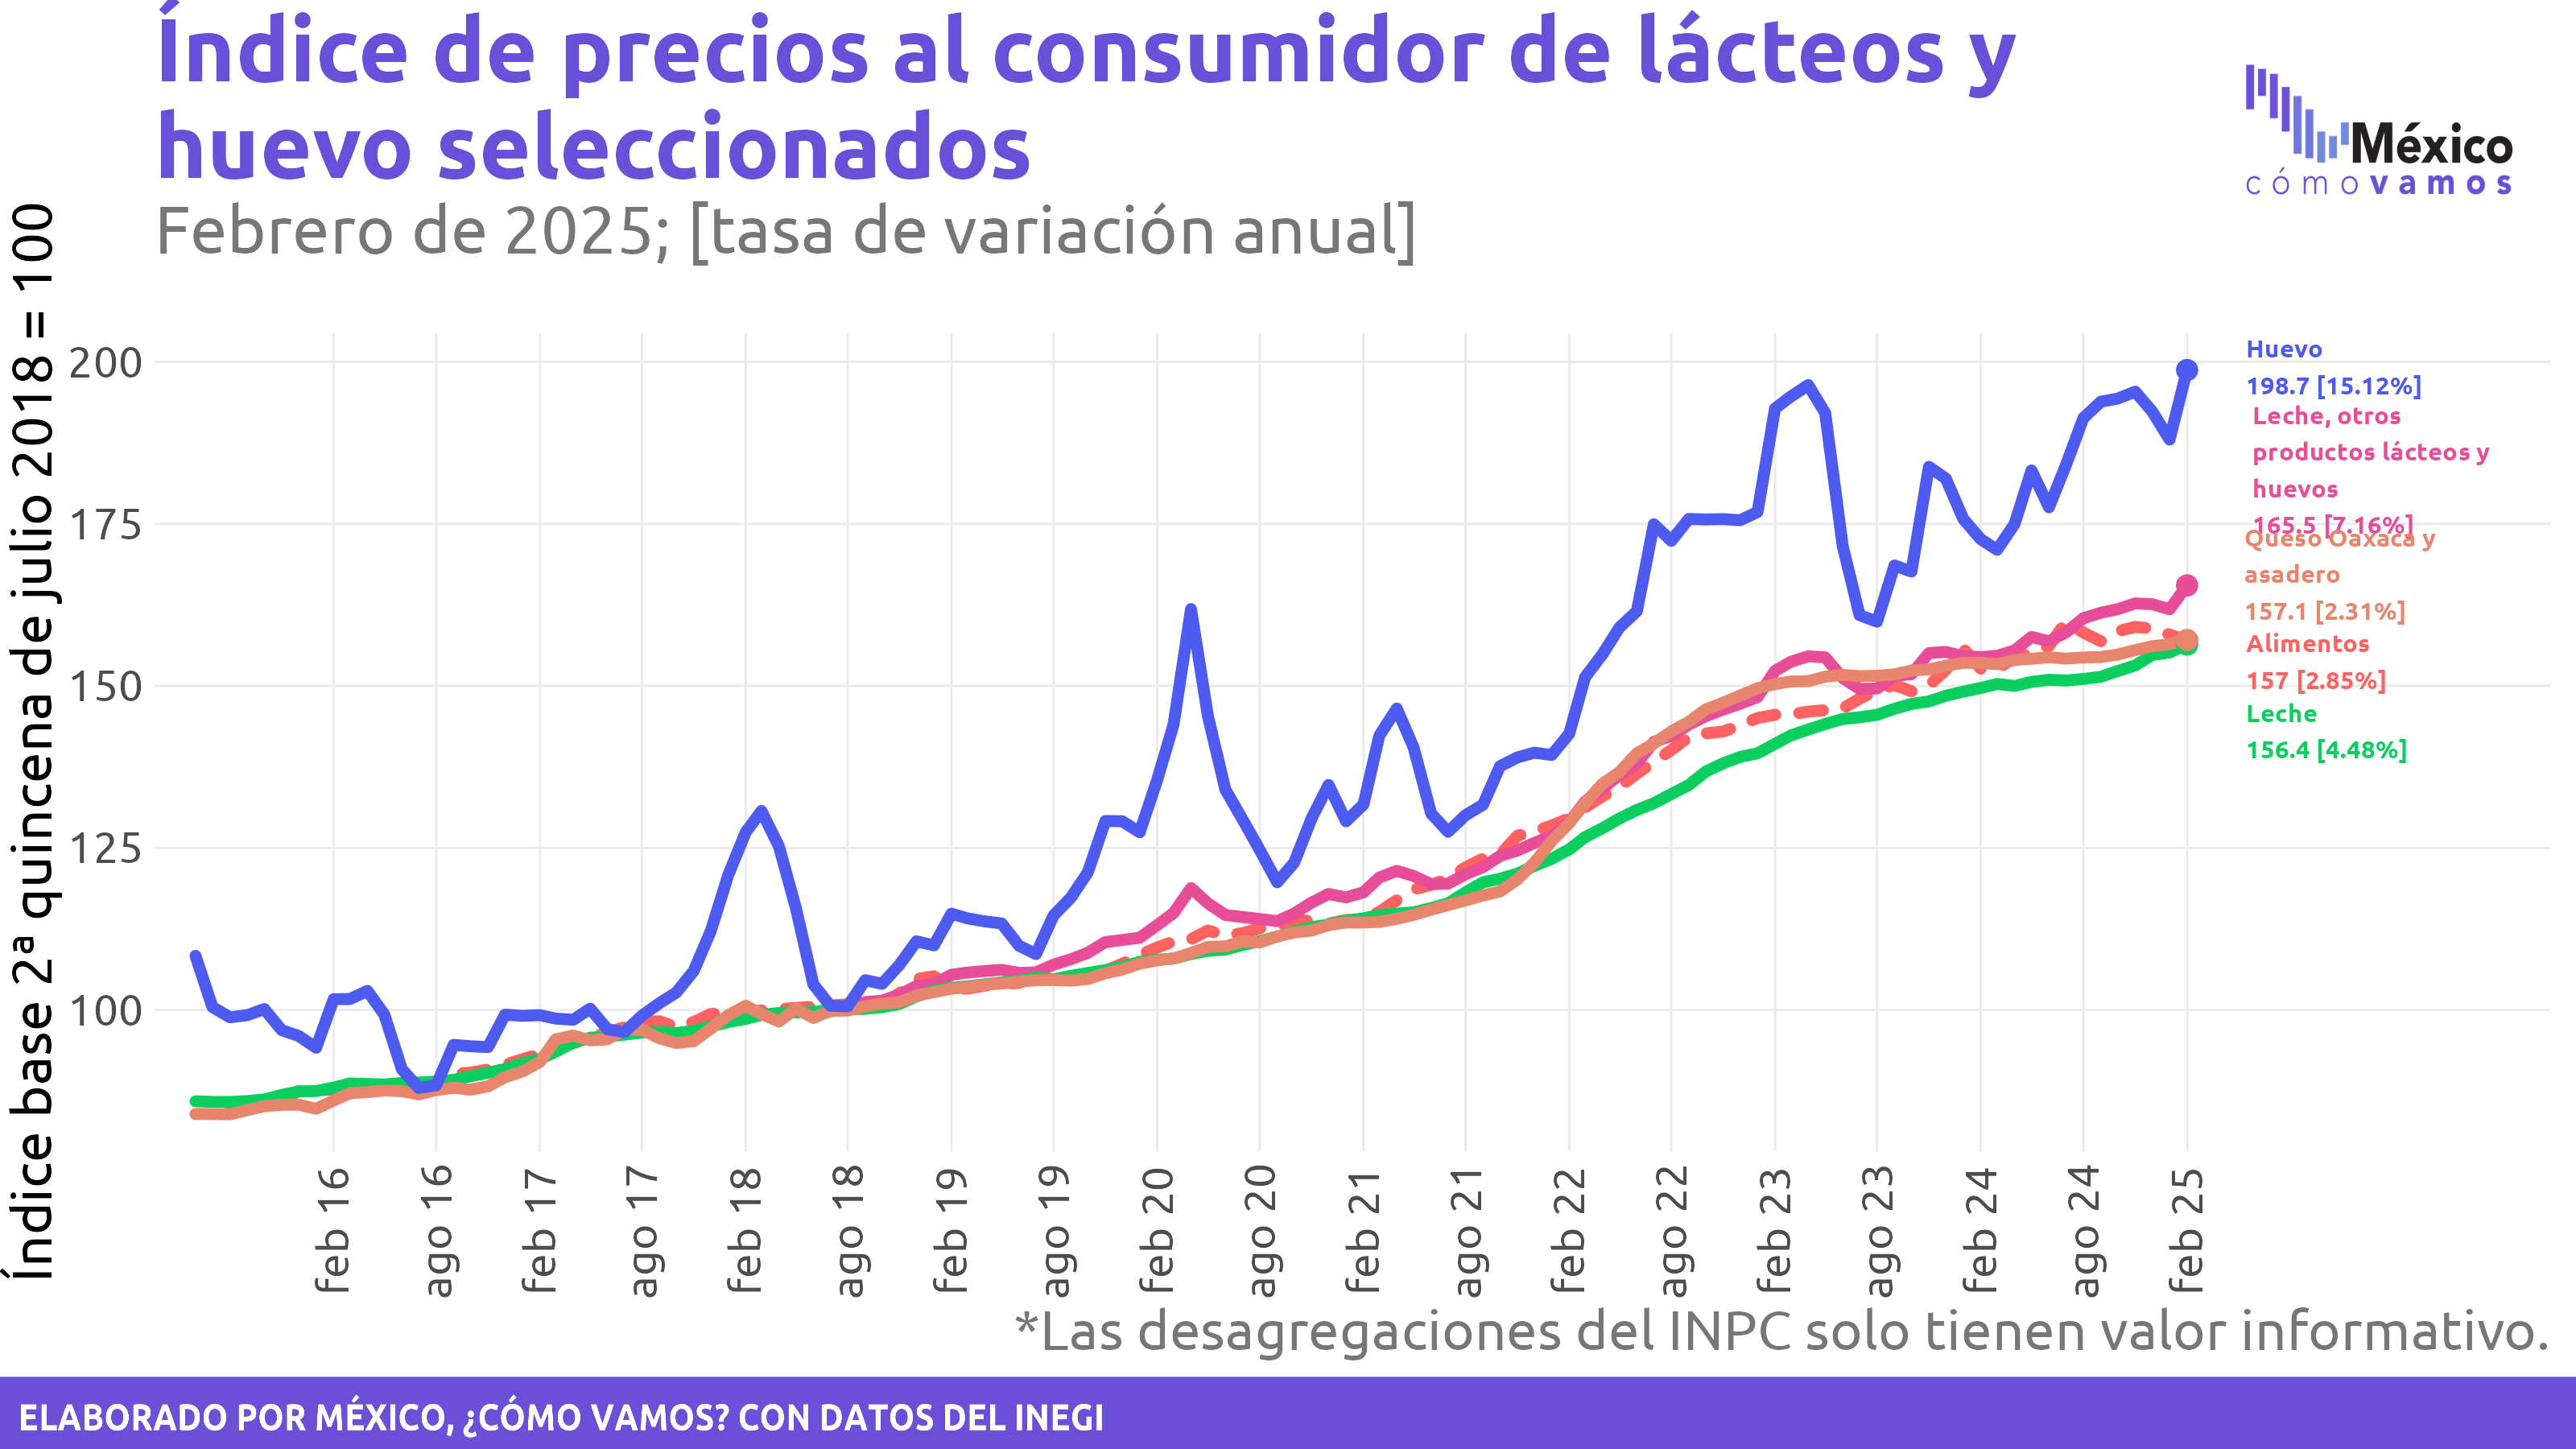 Índice de precios al consumidor de lácteos y
huevo seleccionados
Febrero de 2025; [tasa de variación anual]
México
cómo vamos
Índice base 2ª quincena de julio 2018 = 100
200
175
150
125
100
Huevo
198.7 [15.12%]
Leche, otros
productos lácteos y
huevos
165.5 [7.16%]
Queso Oaxaca y
asadero
157.1 [2.31%]
Alimentos
157 [2.85%]
Leche
156.4 [4.48%]
feb 16
ago 16
feb 17
ago 17
feb 18
ago 18
feb 19
ago 19
feb 20
ago 20
feb 21
ago 21
feb 22
ago 22
feb 23
ago 23
feb 24
ago 24
feb 25
*Las desagregaciones del INPC solo tienen valor informativo.
ELABORADO POR MÉXICO, ¿CÓMO VAMOS? CON DATOS DEL INEGI